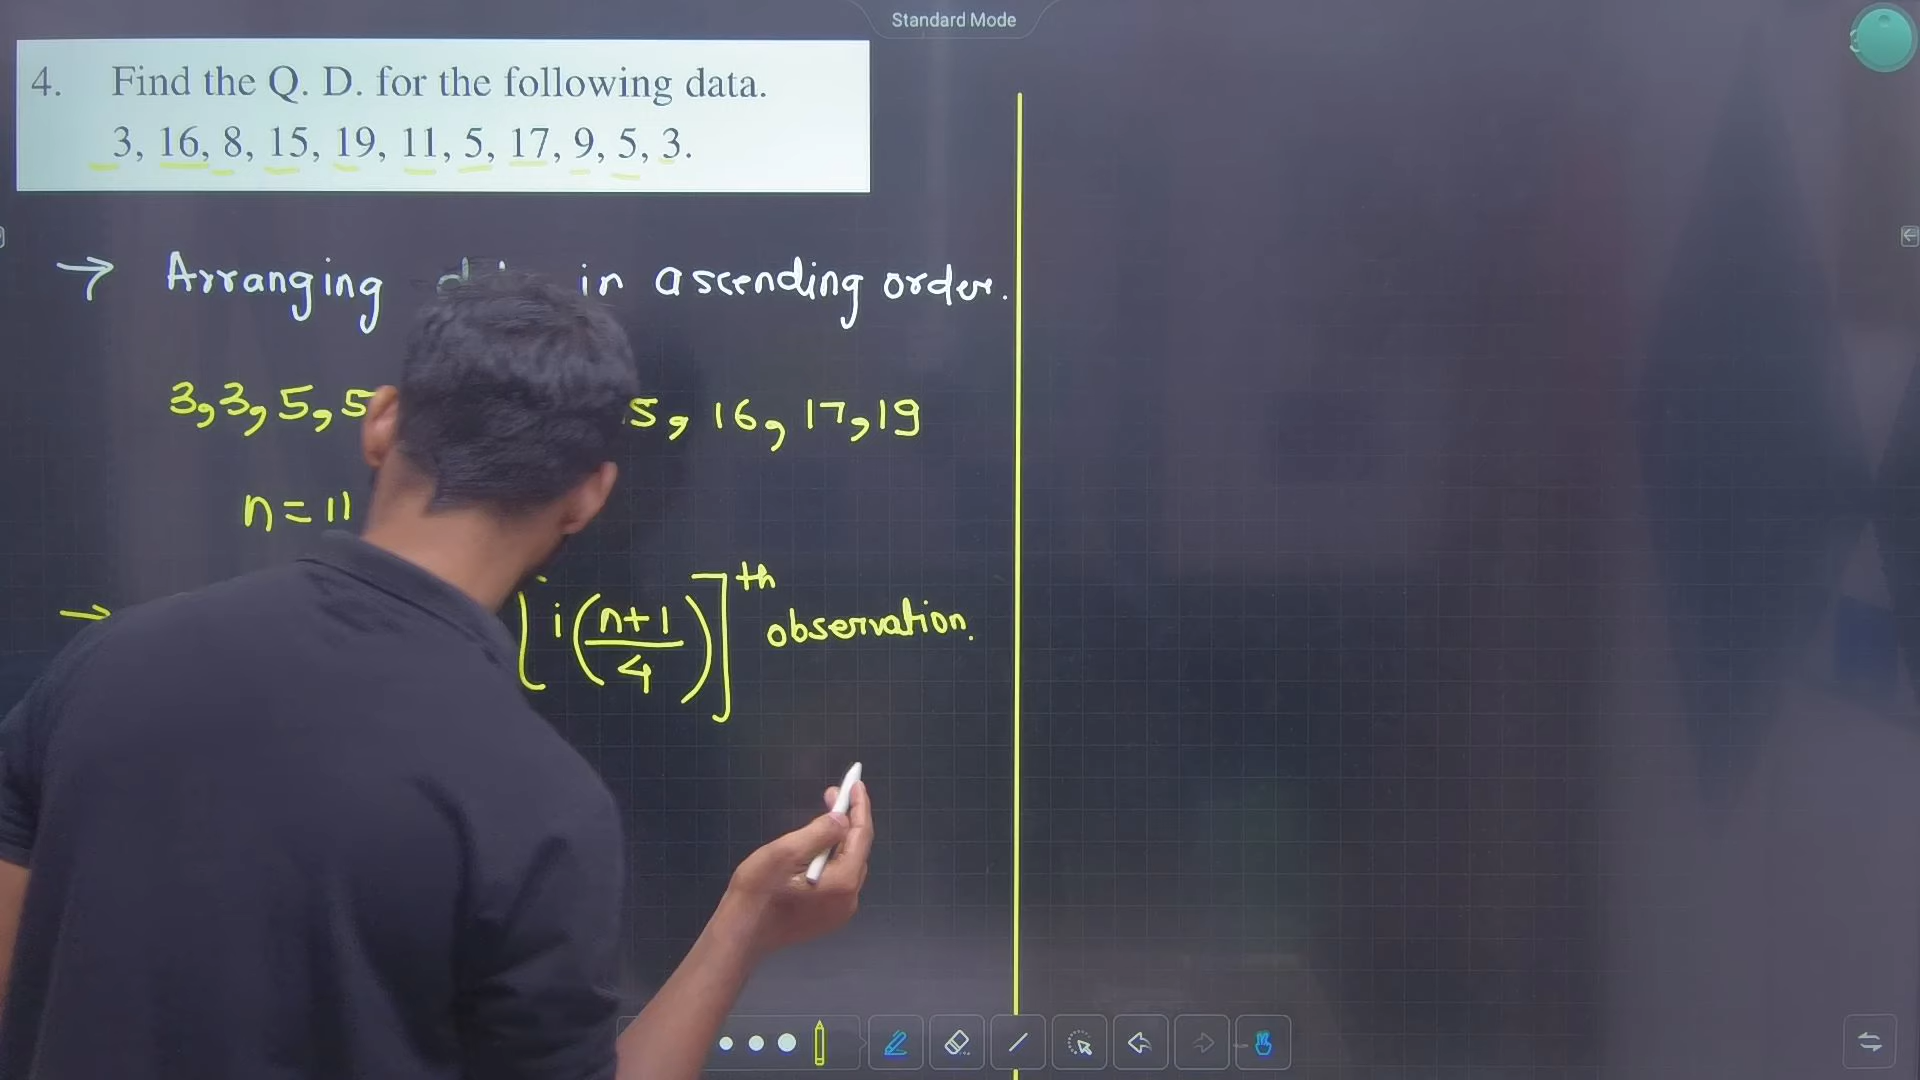 Standard Mode
4. Find the Q. D. for the following data.
3, 16, 8, 15, 19, 11, 5, 17, 9, 5, 3.
→ Arranging in ascending order.
3, 3, 5, 5 5, 16, 17, 19
n = 11
→ [i(n+1/4)]th observation.